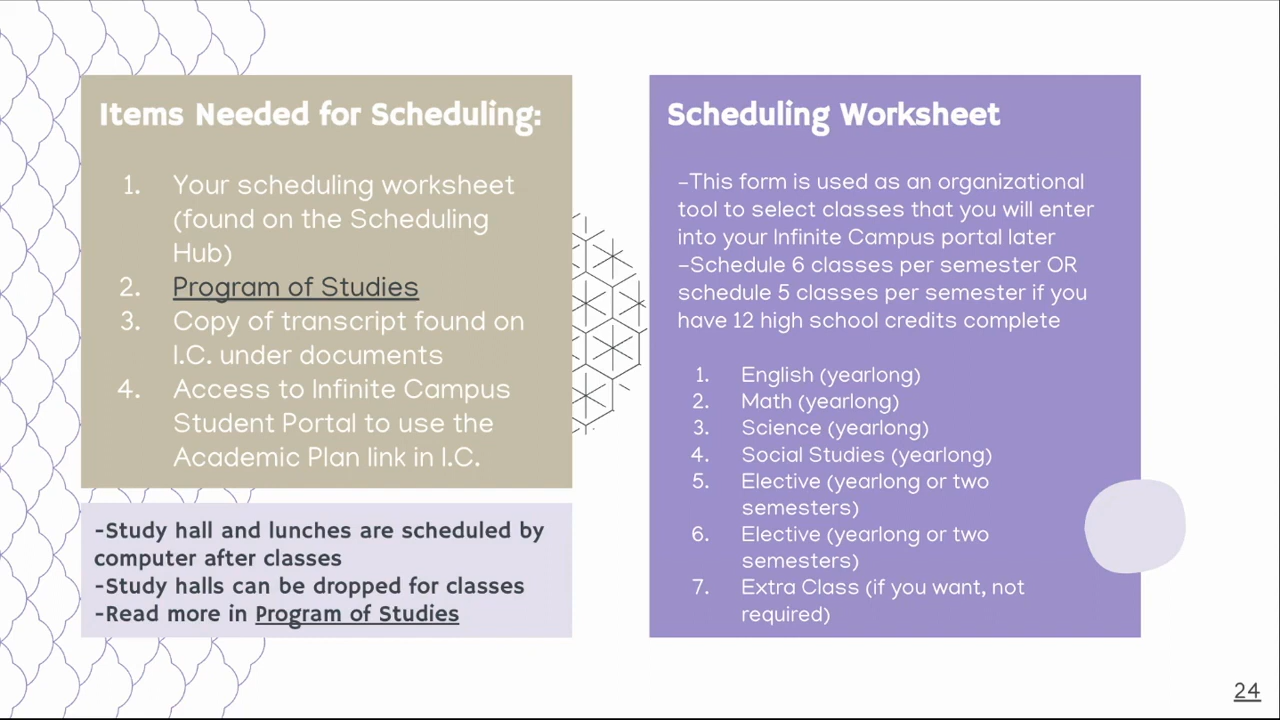 Items Needed for Scheduling:
1. Your scheduling worksheet
(found on the Scheduling
Hub)
2. Program of Studies
3. Copy of transcript found on
I.C. under documents
4. Access to Infinite Campus
Student Portal to use the
Academic Plan link in I.C.
-Study hall and lunches are scheduled by
computer after classes
-Study halls can be dropped for classes
-Read more in Program of Studies
Scheduling Worksheet
-This form is used as an organizational
tool to select classes that you will enter
into your Infinite Campus portal later
-Schedule 6 classes per semester OR
schedule 5 classes per semester if you
have 12 high school credits complete
1. English (yearlong)
2. Math (yearlong)
3. Science (yearlong)
4. Social Studies (yearlong)
5. Elective (yearlong or two
semesters)
6. Elective (yearlong or two
semesters)
7. Extra Class (if you want, not
required)
24